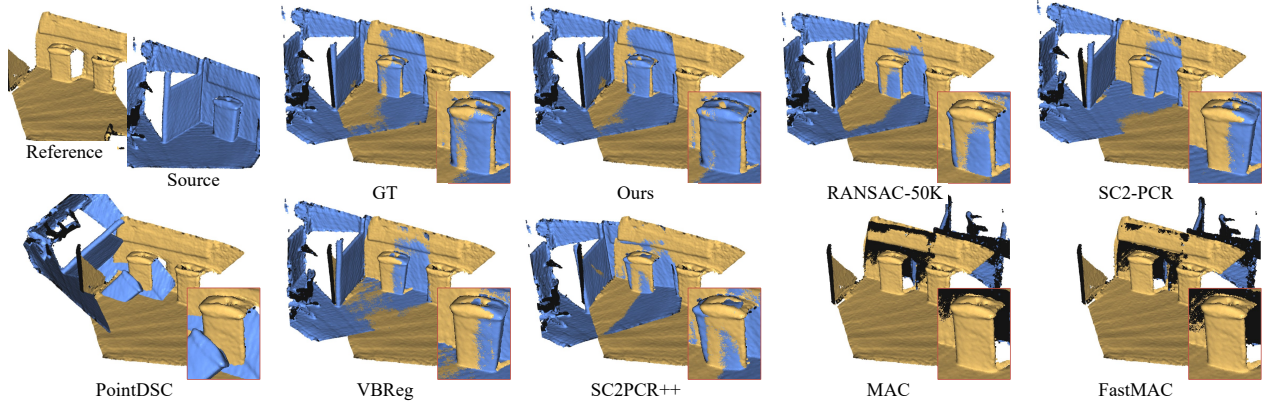 Reference
Source
GT
Ours
RANSAC-50K
SC2-PCR
PointDSC
VBReg
SC2PCR++
MAC
FastMAC